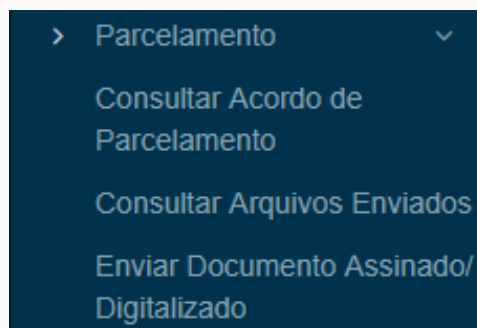 Parcelamento
Consultar Acordo de
Parcelamento
Consultar Arquivos Enviados
Enviar Documento Assinado/
Digitalizado